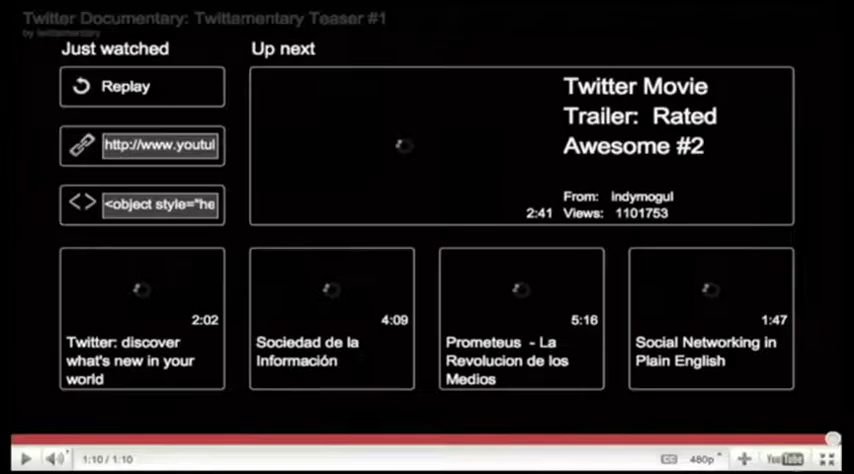 Twitter Documentary: Twittamentary Teaser #1
by twittamentary
Just watched
Up next
Replay
http://www.youtul
<object style="he
Twitter Movie
Trailer: Rated
Awesome #2
From: indymogul
2:41 Views: 1101753
2:02
Twitter: discover
what's new in your
world
4:09
Sociedad de la
Información
5:16
Prometeus - La
Revolucion de los
Medios
1:47
Social Networking in
Plain English
1:10 / 1:10
CC
480p
YouTube